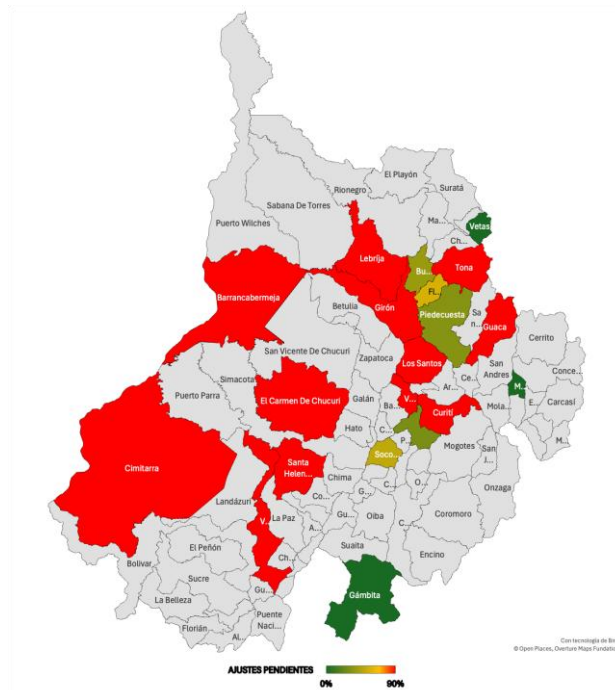 El Playón
Suratá
Rionegro
Sabana De Torres
Ma...
Vetas
Puerto Wilches
Ch...
Lebrija
Bu...
Tona
Barrancabermeja
Fl...
Girón
Betulia
Piedecuesta
Sa
n...
Guaca
Cerrito
San Vicente De Chucuri
Zapatoca
Los Santos
San
Andres
Conce...
Simacota
Ar...
Ce...
Puerto Parra
El Carmen De Chucuri
Galán
Ba...
V...
M...
E...
Carcasí
Curití
Mola...
Hato
C...
P...
Mogotes
San
J...
M...
Cimitarra
Soco...
Santa
Helen...
Chima
C...
O...
Onzaga
Landázuri
Co...
G...
V...
La Paz
A...
Gu...
Oiba
C...
Coromoro
El Peñón
Suaita
Encino
Bolivar
Ch...
Sucre
Gámbita
La Belleza
Gu...
Puente
Naci...
Florián
Al...
Con tecnología de Bin
© Open Places, Overture Maps Fundatio
AJUSTES PENDIENTES
0%
90%